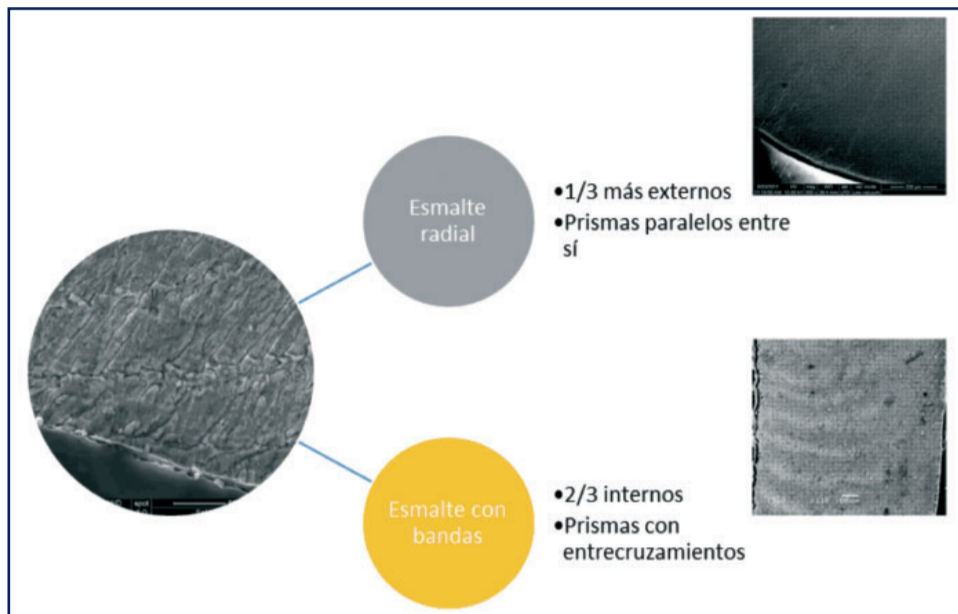 Esmalte
radial
•1/3 más externos
•Prismas paralelos entre
sí
Esmalte con
bandas
•2/3 internos
•Prismas con
entrecruzamientos